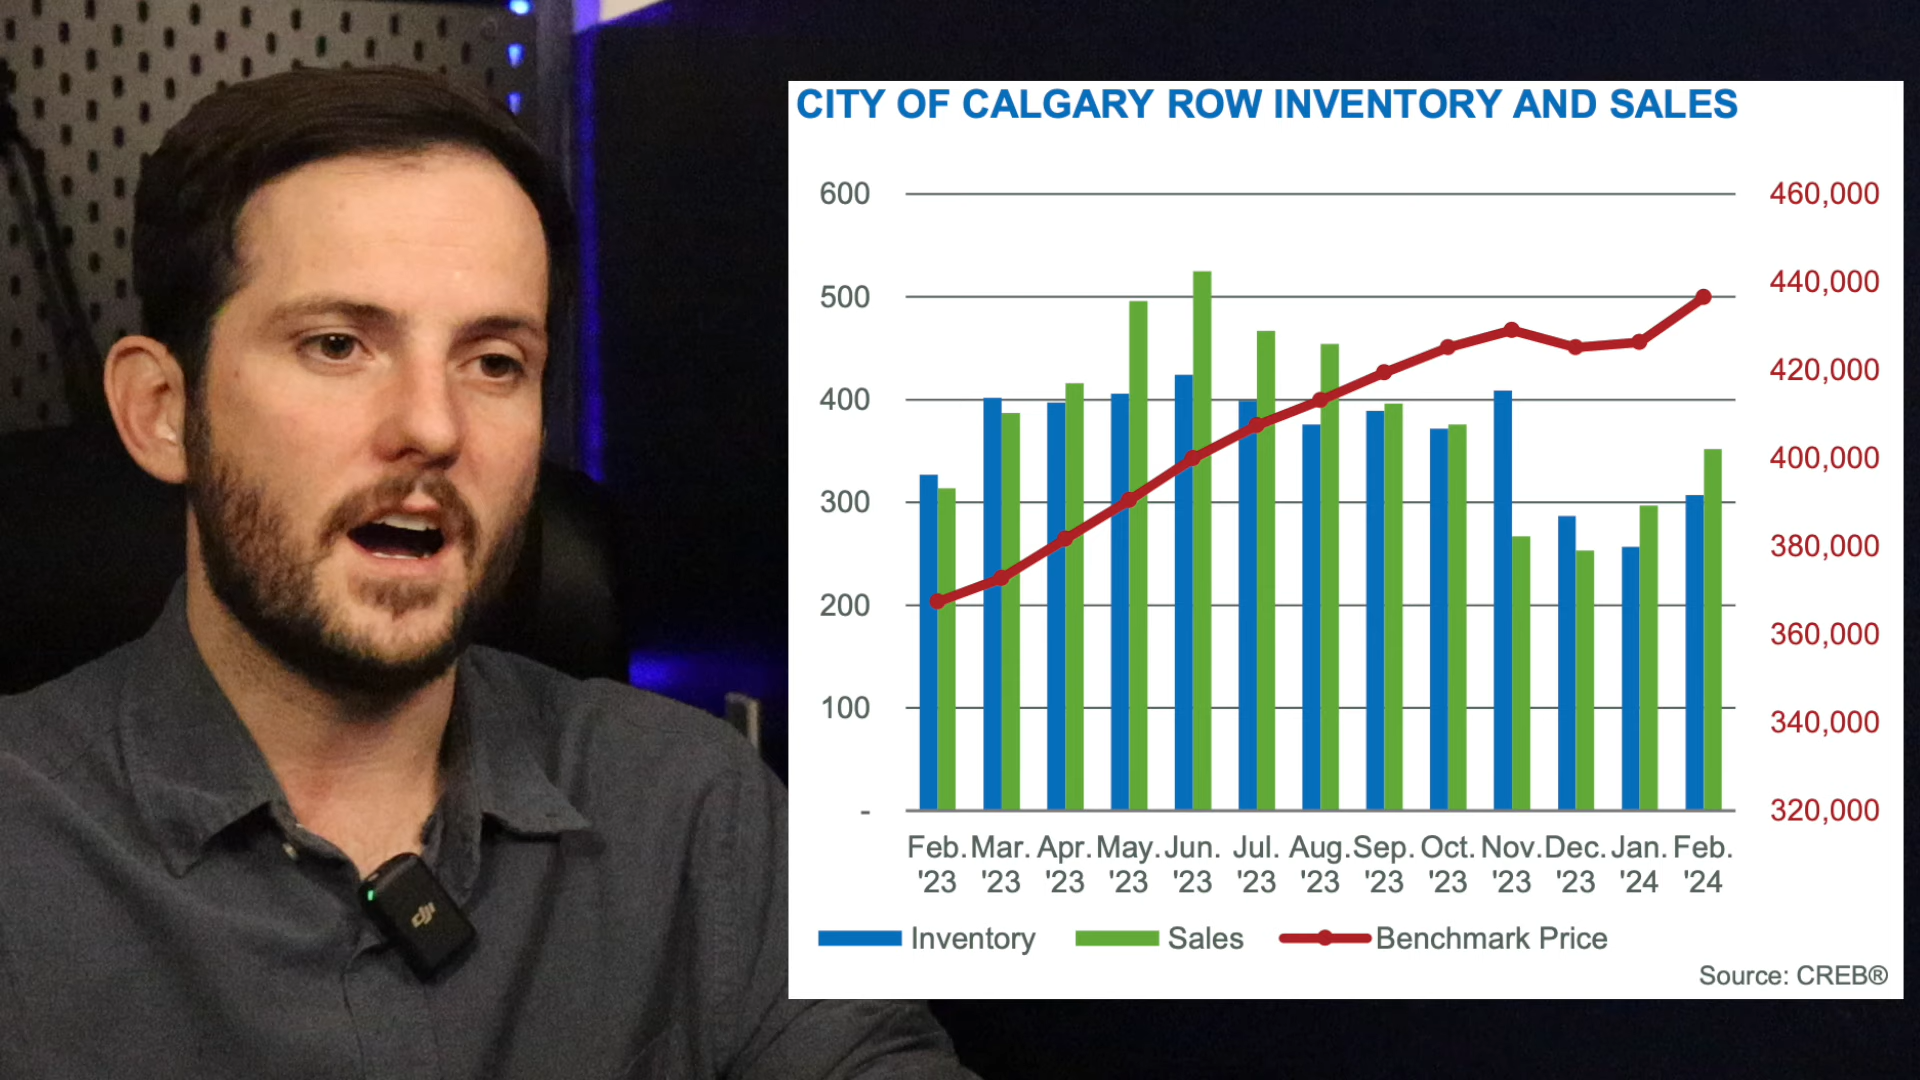 CITY OF CALGARY ROW INVENTORY AND SALES
600
500
400
300
200
100
-
460,000
440,000
420,000
400,000
380,000
360,000
340,000
320,000
Feb. Mar. Apr. May. Jun. Jul. Aug. Sep. Oct. Nov. Dec. Jan. Feb.
'23 '23 '23 '23 '23 '23 '23 '23 '23 '23 '23 '24 '24
Inventory Sales Benchmark Price
Source: CREB®
dji